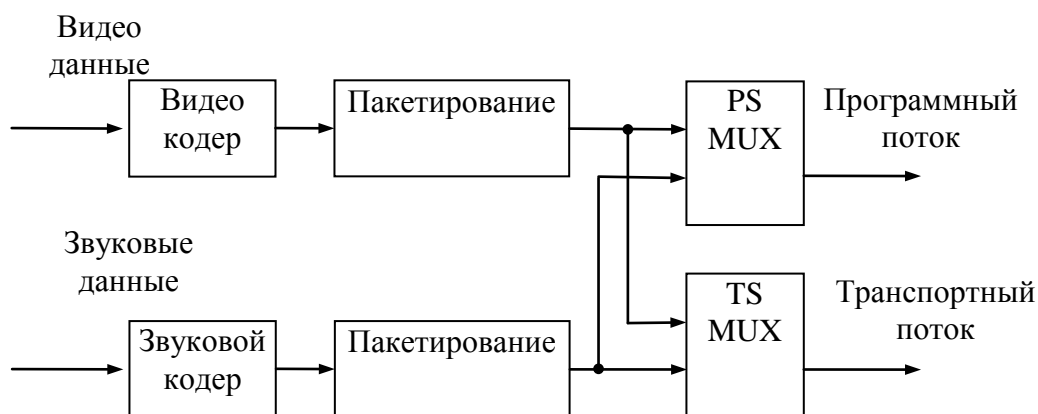 Видео
данные
Видео
кодер
Пакетирование
PS
MUX
Программный
поток
Звуковые
данные
Звуковой
кодер
Пакетирование
TS
MUX
Транспортный
поток